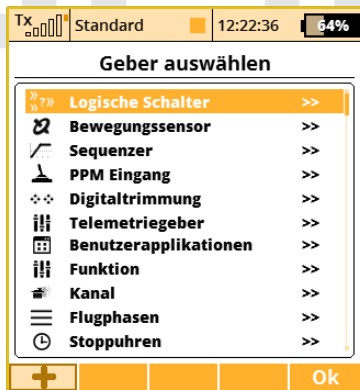 Tx Standard 12:22:36 64%
Geber auswählen
Logische Schalter >>
Bewegungssensor >>
Sequenzer >>
PPM Eingang >>
Digitaltrimmung >>
Telemetriegeber >>
Benutzerapplikationen >>
Funktion >>
Kanal >>
Flugphasen >>
Stoppuhren >>
Ok